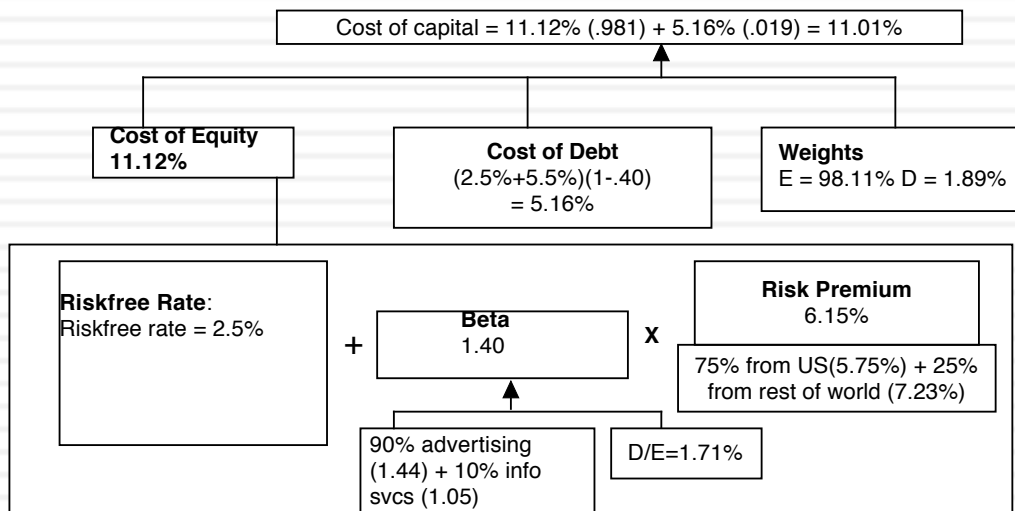 Cost of capital = 11.12% (.981) + 5.16% (.019) = 11.01%
Cost of Equity
11.12%
Cost of Debt
(2.5%+5.5%)(1-.40)
= 5.16%
Weights
E = 98.11% D = 1.89%
Riskfree Rate:
Riskfree rate = 2.5%
+
Beta
1.40
X
Risk Premium
6.15%
75% from US(5.75%) + 25%
from rest of world (7.23%)
90% advertising
(1.44) + 10% info
svcs (1.05)
D/E=1.71%